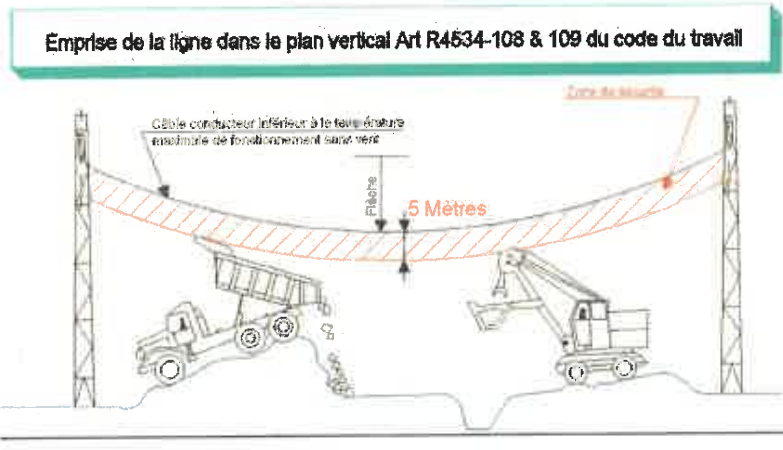 Emprise de la ligne dans le plan vertical Art R4534-108 & 109 du code du travail
Zone de sécurité
Câble conducteur inférieur à la température
maximale de fonctionnement sans vent
Flèche
5 Mètres